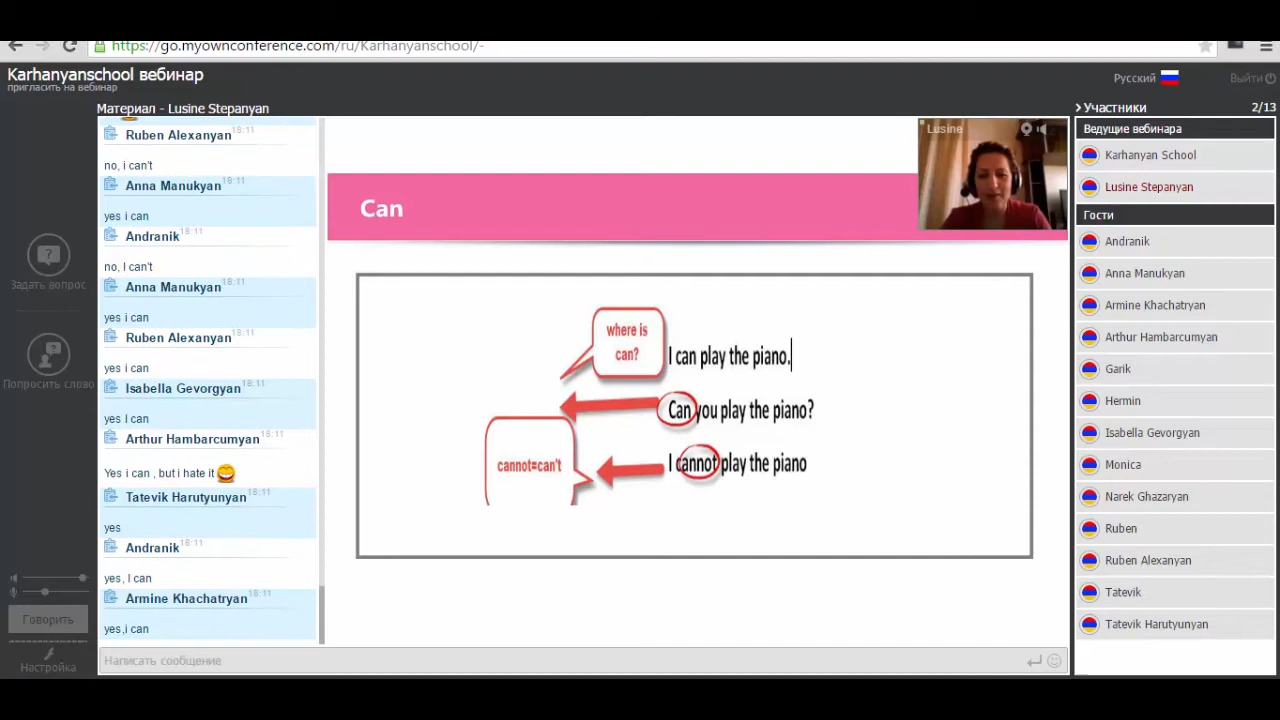 https://go.myownconference.com/ru/Karhanyanschool/-
Karhanyanschool вебинар
пригласить на вебинар
Русский
Выйти
Материал - Lusine Stepanyan
Ruben Alexanyan 18:11
no, i can't
Anna Manukyan 18:11
yes i can
Andranik 18:11
no, I can't
Anna Manukyan 18:11
yes i can
Ruben Alexanyan 18:11
yes i can
Isabella Gevorgyan 18:11
yes I can
Arthur Hambarcumyan 18:11
Yes i can , but i hate it
Tatevik Harutyunyan 18:11
yes
Andranik 18:11
yes, I can
Armine Khachatryan 18:11
yes,i can
Написать сообщение
Задать вопрос
Попросить слово
Говорить
Настройка
Lusine
Can
where is
can?
I can play the piano.
Can you play the piano?
cannot=can't
I cannot play the piano
Участники 2/13
Ведущие вебинара
Karhanyan School
Lusine Stepanyan
Гости
Andranik
Anna Manukyan
Armine Khachatryan
Arthur Hambarcumyan
Garik
Hermin
Isabella Gevorgyan
Monica
Narek Ghazaryan
Ruben
Ruben Alexanyan
Tatevik
Tatevik Harutyunyan